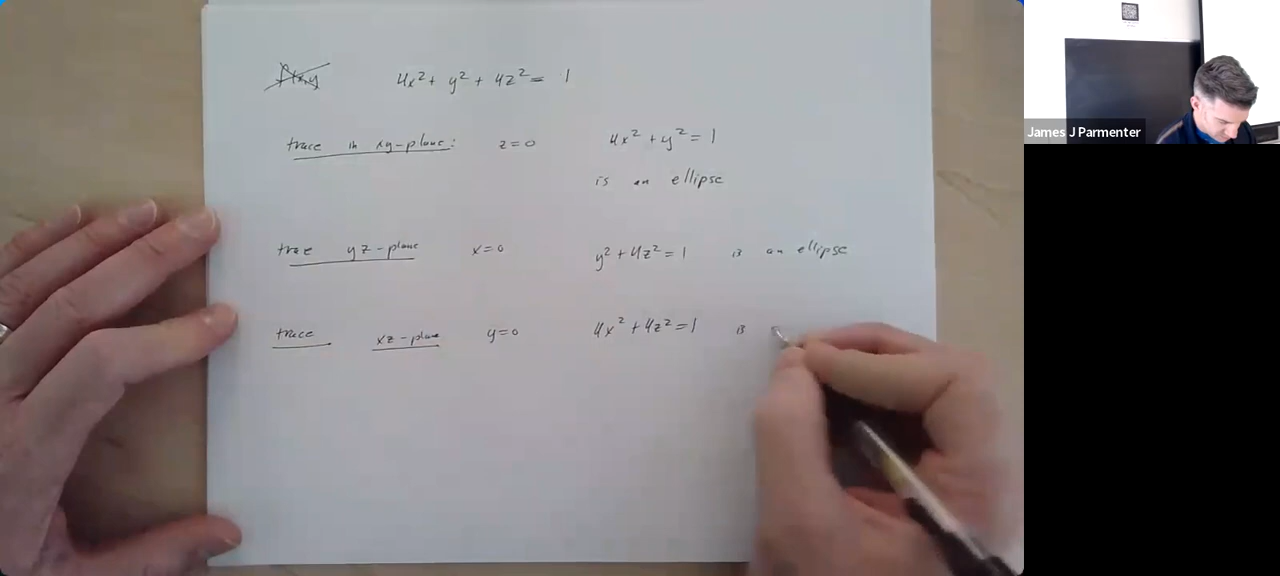 4x² + y² + 4z² = 1
trace in xy-plane: z=0 4x² + y² = 1
is an ellipse
trace yz-plane x=0 y² + 4z² = 1 is an ellipse
trace xz-plane y=0 4x² + 4z² = 1 is
James J Parmenter